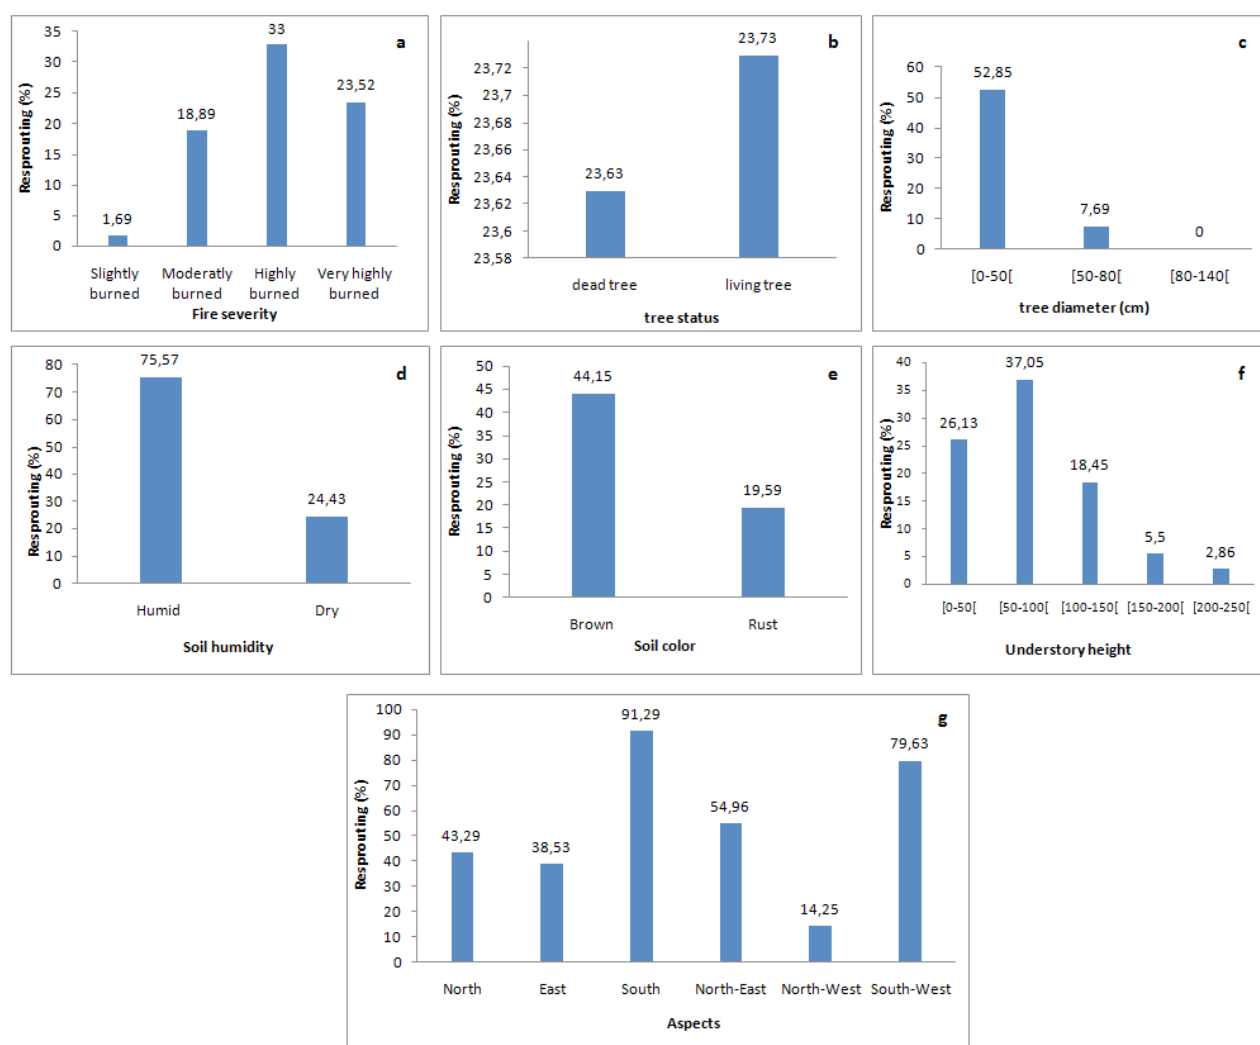 a
Resprouting (%)
35
30
25
20
15
10
5
0
1,69
18,89
33
23,52
Slightly burned
Moderatly burned
Highly burned
Very highly burned
Fire severity
b
Resprouting (%)
23,72
23,7
23,68
23,66
23,64
23,62
23,6
23,58
23,63
23,73
dead tree
living tree
tree status
c
Resprouting (%)
60
50
40
30
20
10
0
52,85
7,69
0
[0-50[
[50-80[
[80-140[
tree diameter (cm)
d
Resprouting (%)
80
70
60
50
40
30
20
10
0
75,57
24,43
Humid
Dry
Soil humidity
e
Resprouting (%)
50
45
40
35
30
25
20
15
10
5
0
44,15
19,59
Brown
Rust
Soil color
f
Resprouting (%)
40
35
30
25
20
15
10
5
0
26,13
37,05
18,45
5,5
2,86
[0-50[
[50-100[
[100-150[
[150-200[
[200-250[
Understory height
g
Resprouting (%)
100
90
80
70
60
50
40
30
20
10
0
43,29
38,53
91,29
54,96
14,25
79,63
North
East
South
North-East
North-West
South-West
Aspects